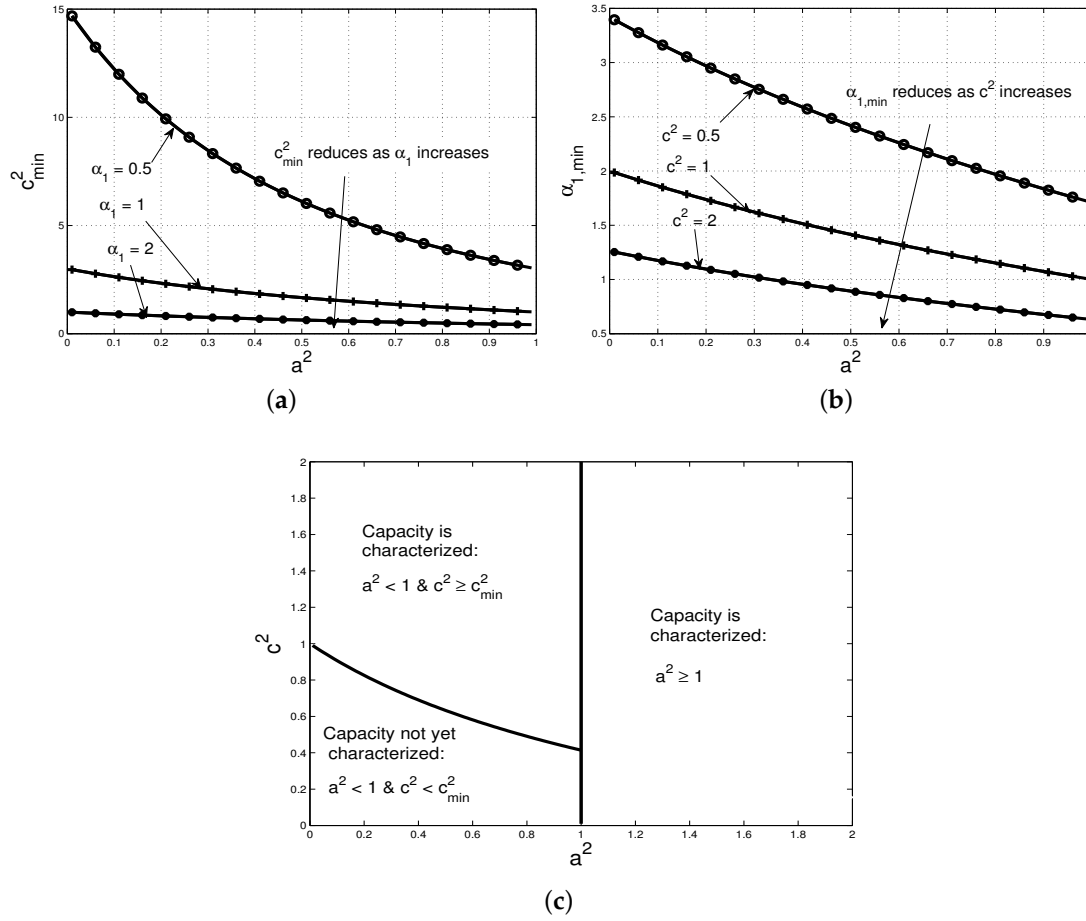 15
10
5
0
0
0.1
0.2
0.3
0.4
0.5
0.6
0.7
0.8
0.9
1
c²min
a²
α₁ = 0.5
α₁ = 1
α₁ = 2
c²min reduces as α₁ increases
(a)
3.5
3
2.5
2
1.5
1
0.5
0
0.1
0.2
0.3
0.4
0.5
0.6
0.7
0.8
0.9
α₁,min
a²
α₁,min reduces as c² increases
c² = 0.5
c² = 1
c² = 2
(b)
2
1.8
1.6
1.4
1.2
1
0.8
0.6
0.4
0.2
0
0
0.2
0.4
0.6
0.8
1
1.2
1.4
1.6
1.8
2
c²
a²
Capacity is
characterized:
a² < 1 & c² ≥ c²min
Capacity is
characterized:
a² ≥ 1
Capacity not yet
characterized:
a² < 1 & c² < c²min
(c)